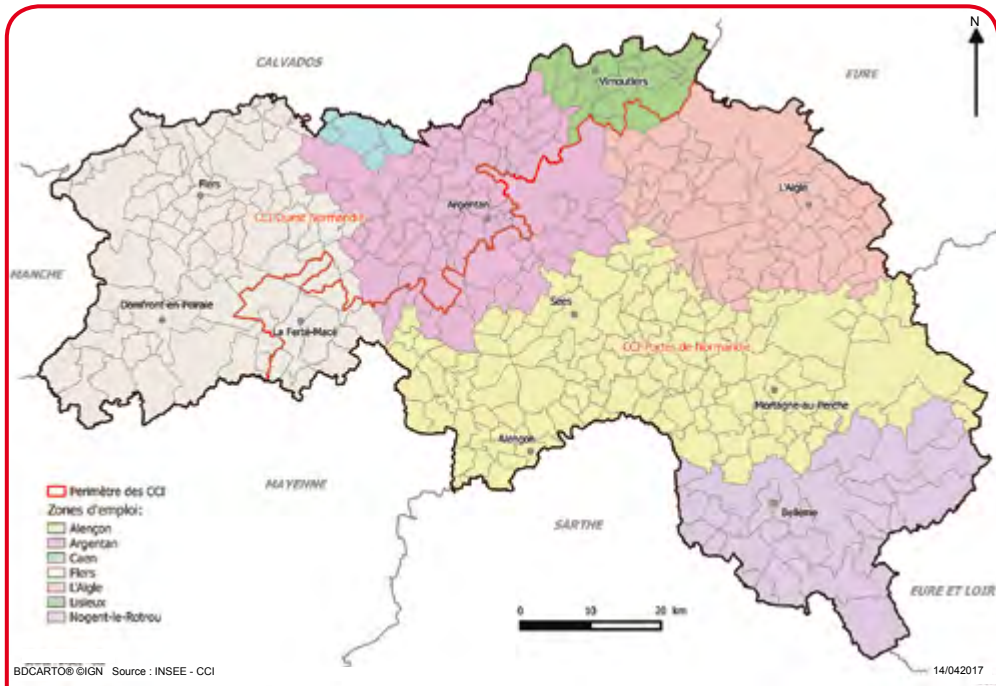 N
CALVADOS
EURE
Vimoutiers
L'Aigle
Flers
Argentan
CCI Ouest Normandie
MANCHE
Sées
Domfront-en-Poiraie
La Ferté-Macé
CCI Portes de Normandie
Mortagne-au-Perche
Alençon
MAYENNE
SARTHE
Bellême
EURE ET LOIR
Perimètre des CCI
Zones d'emploi:
Alençon
Argentan
Caen
Flers
L'Aigle
Lisieux
Nogent-le-Rotrou
0 10 20 km
BDCARTO® ©IGN Source : INSEE - CCI
14/042017